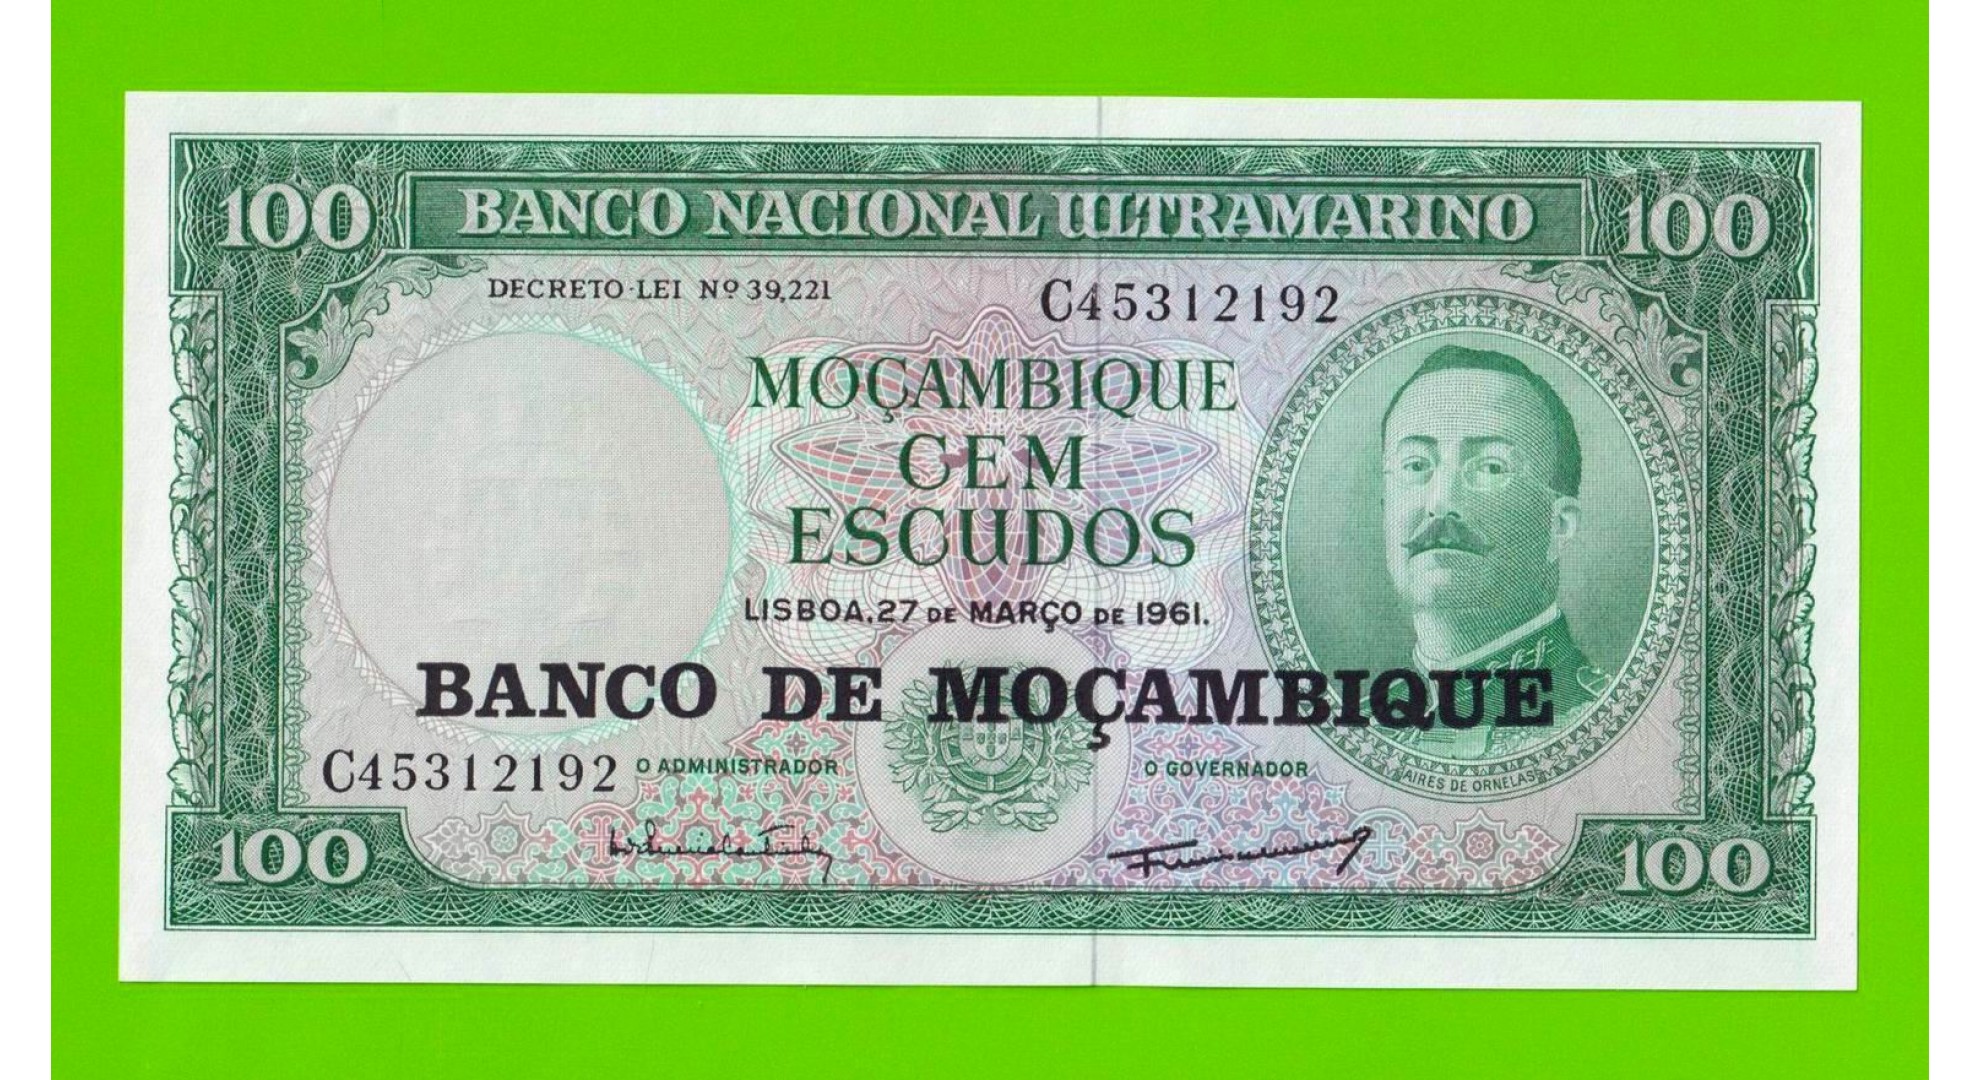 100 BANCO NACIONAL ULTRAMARINO 100
DECRETO-LEI Nº 39,221
C45312192
MOÇAMBIQUE
CEM
ESCUDOS
LISBOA, 27 DE MARÇO DE 1961.
BANCO DE MOÇAMBIQUE
C45312192
O ADMINISTRADOR
O GOVERNADOR
AIRES DE ORNELAS
100 100